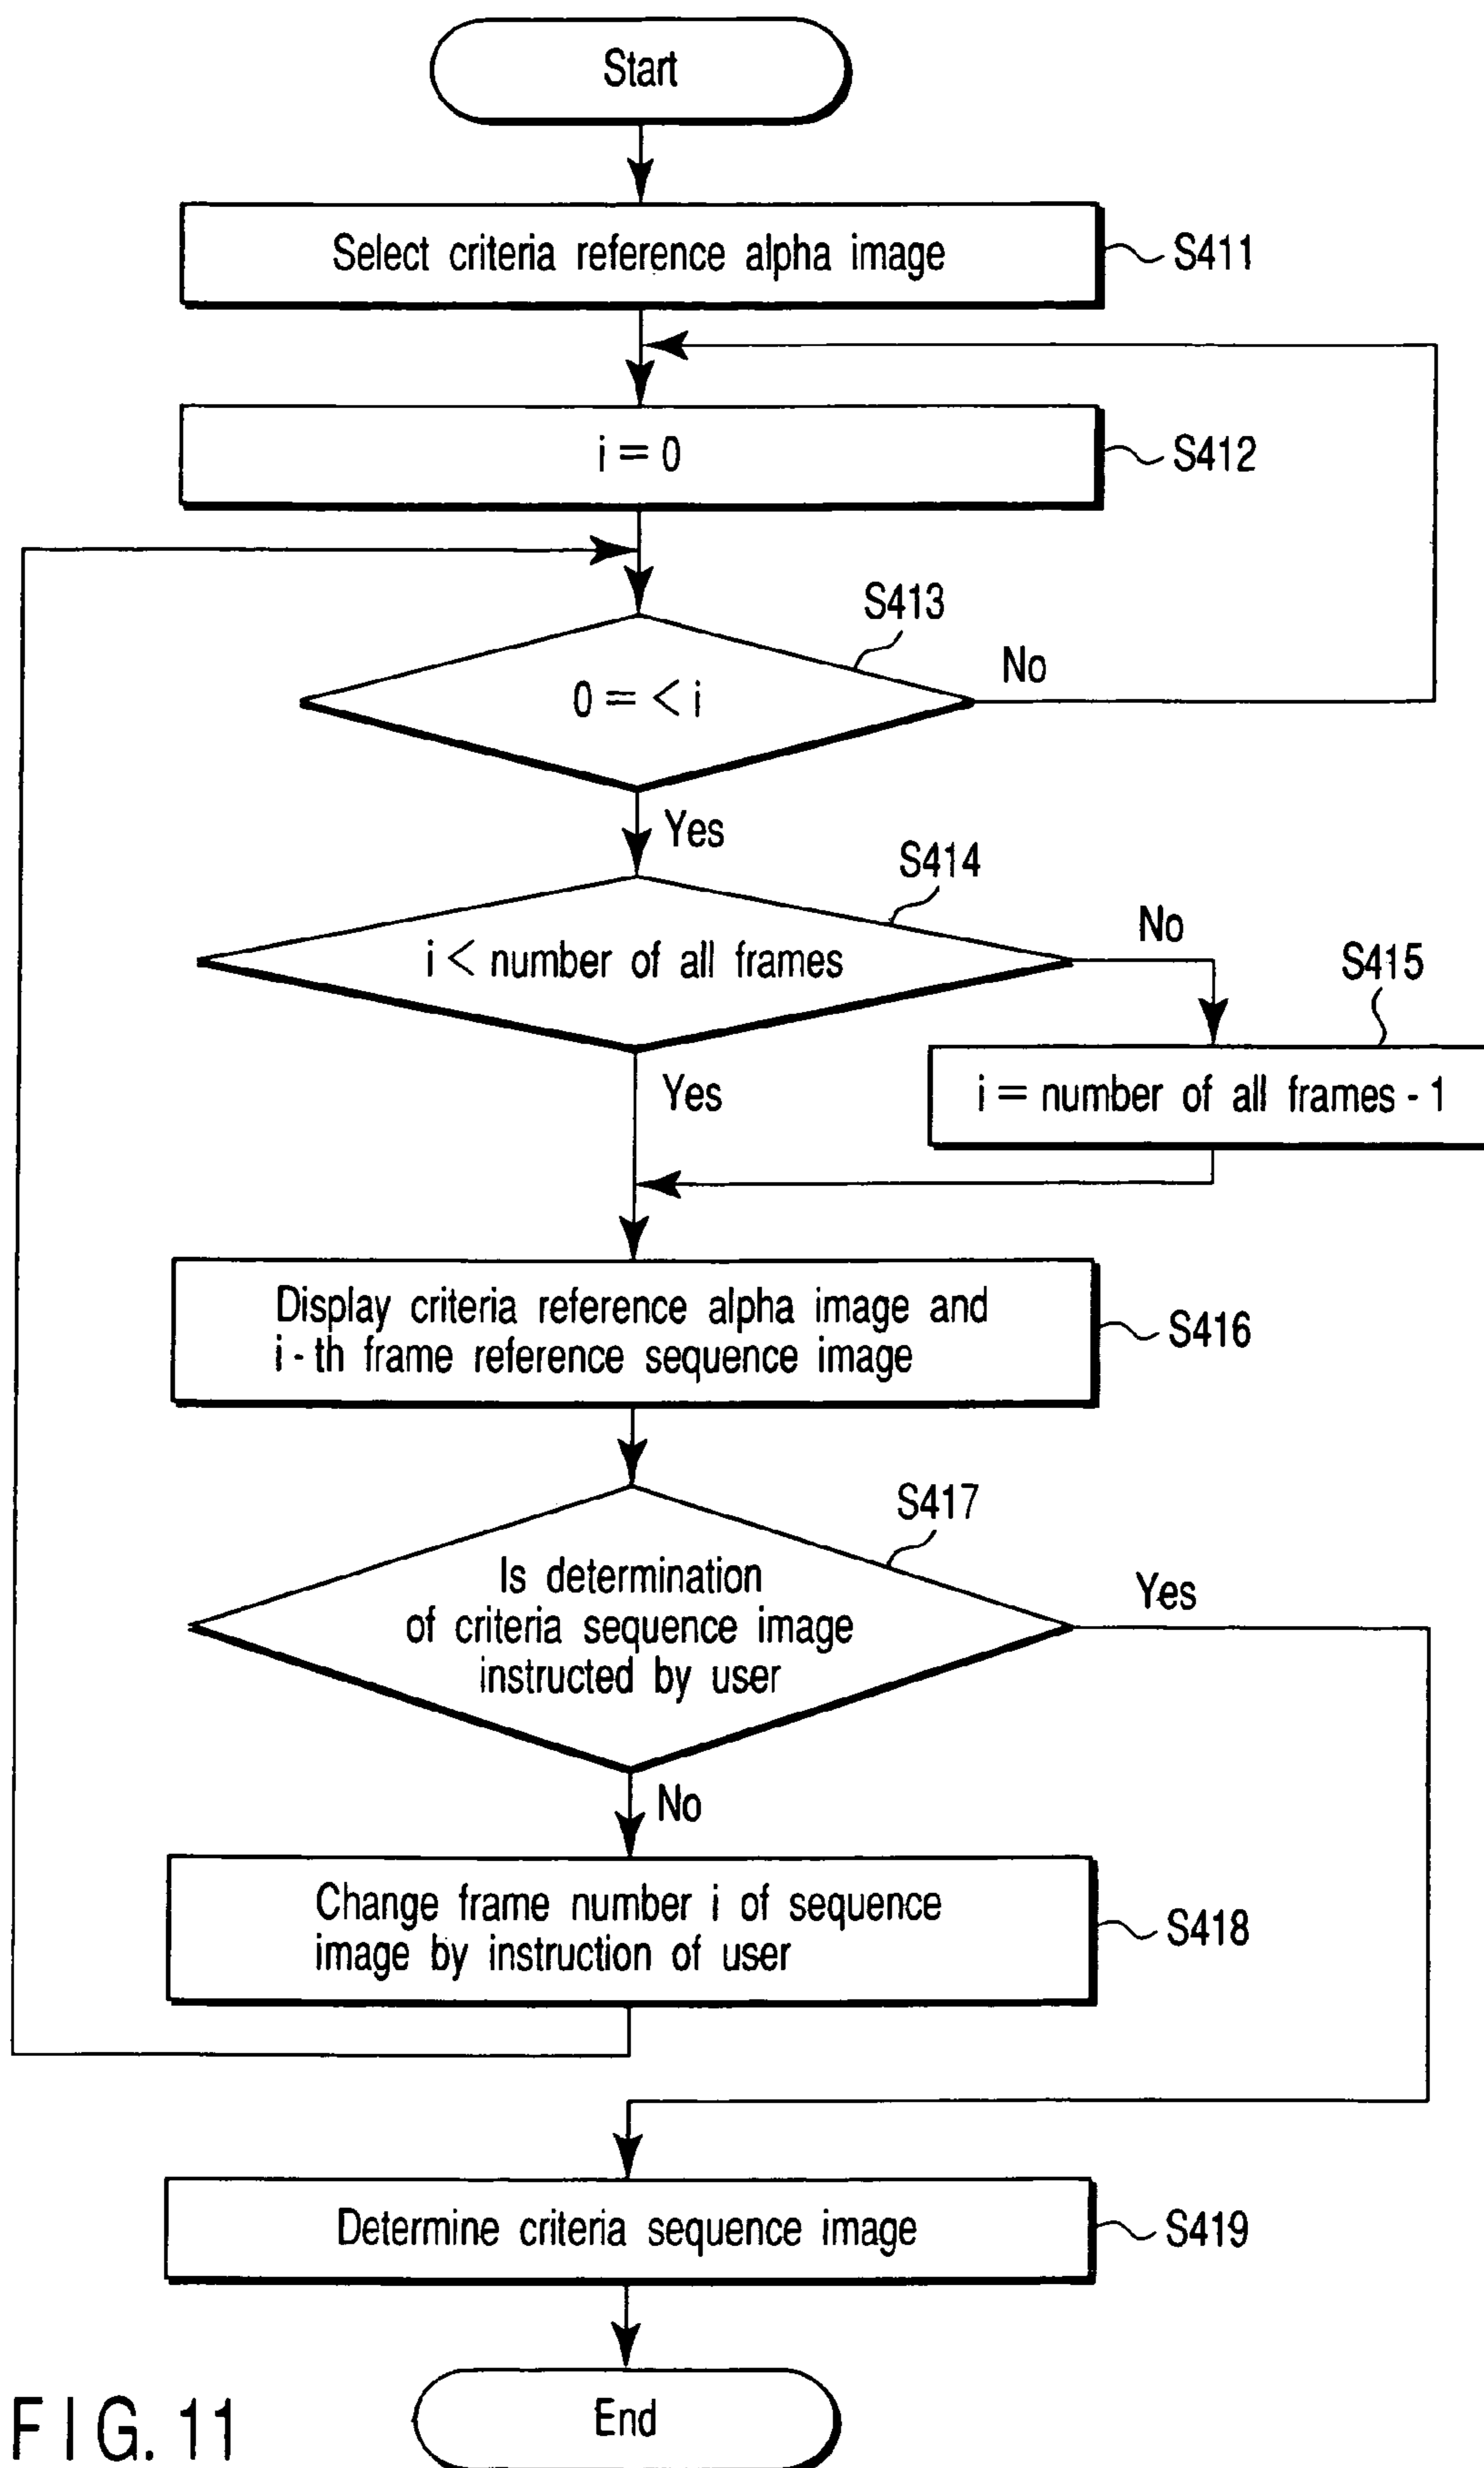 Start
Select criteria reference alpha image
S411
i = 0
S412
S413
0 = < i
No
Yes
S414
i < number of all frames
No
S415
Yes
i = number of all frames - 1
Display criteria reference alpha image and
i - th frame reference sequence image
S416
S417
Is determination
of criteria sequence image
instructed by user
Yes
No
Change frame number i of sequence
image by instruction of user
S418
Determine criteria sequence image
S419
End
FIG. 11